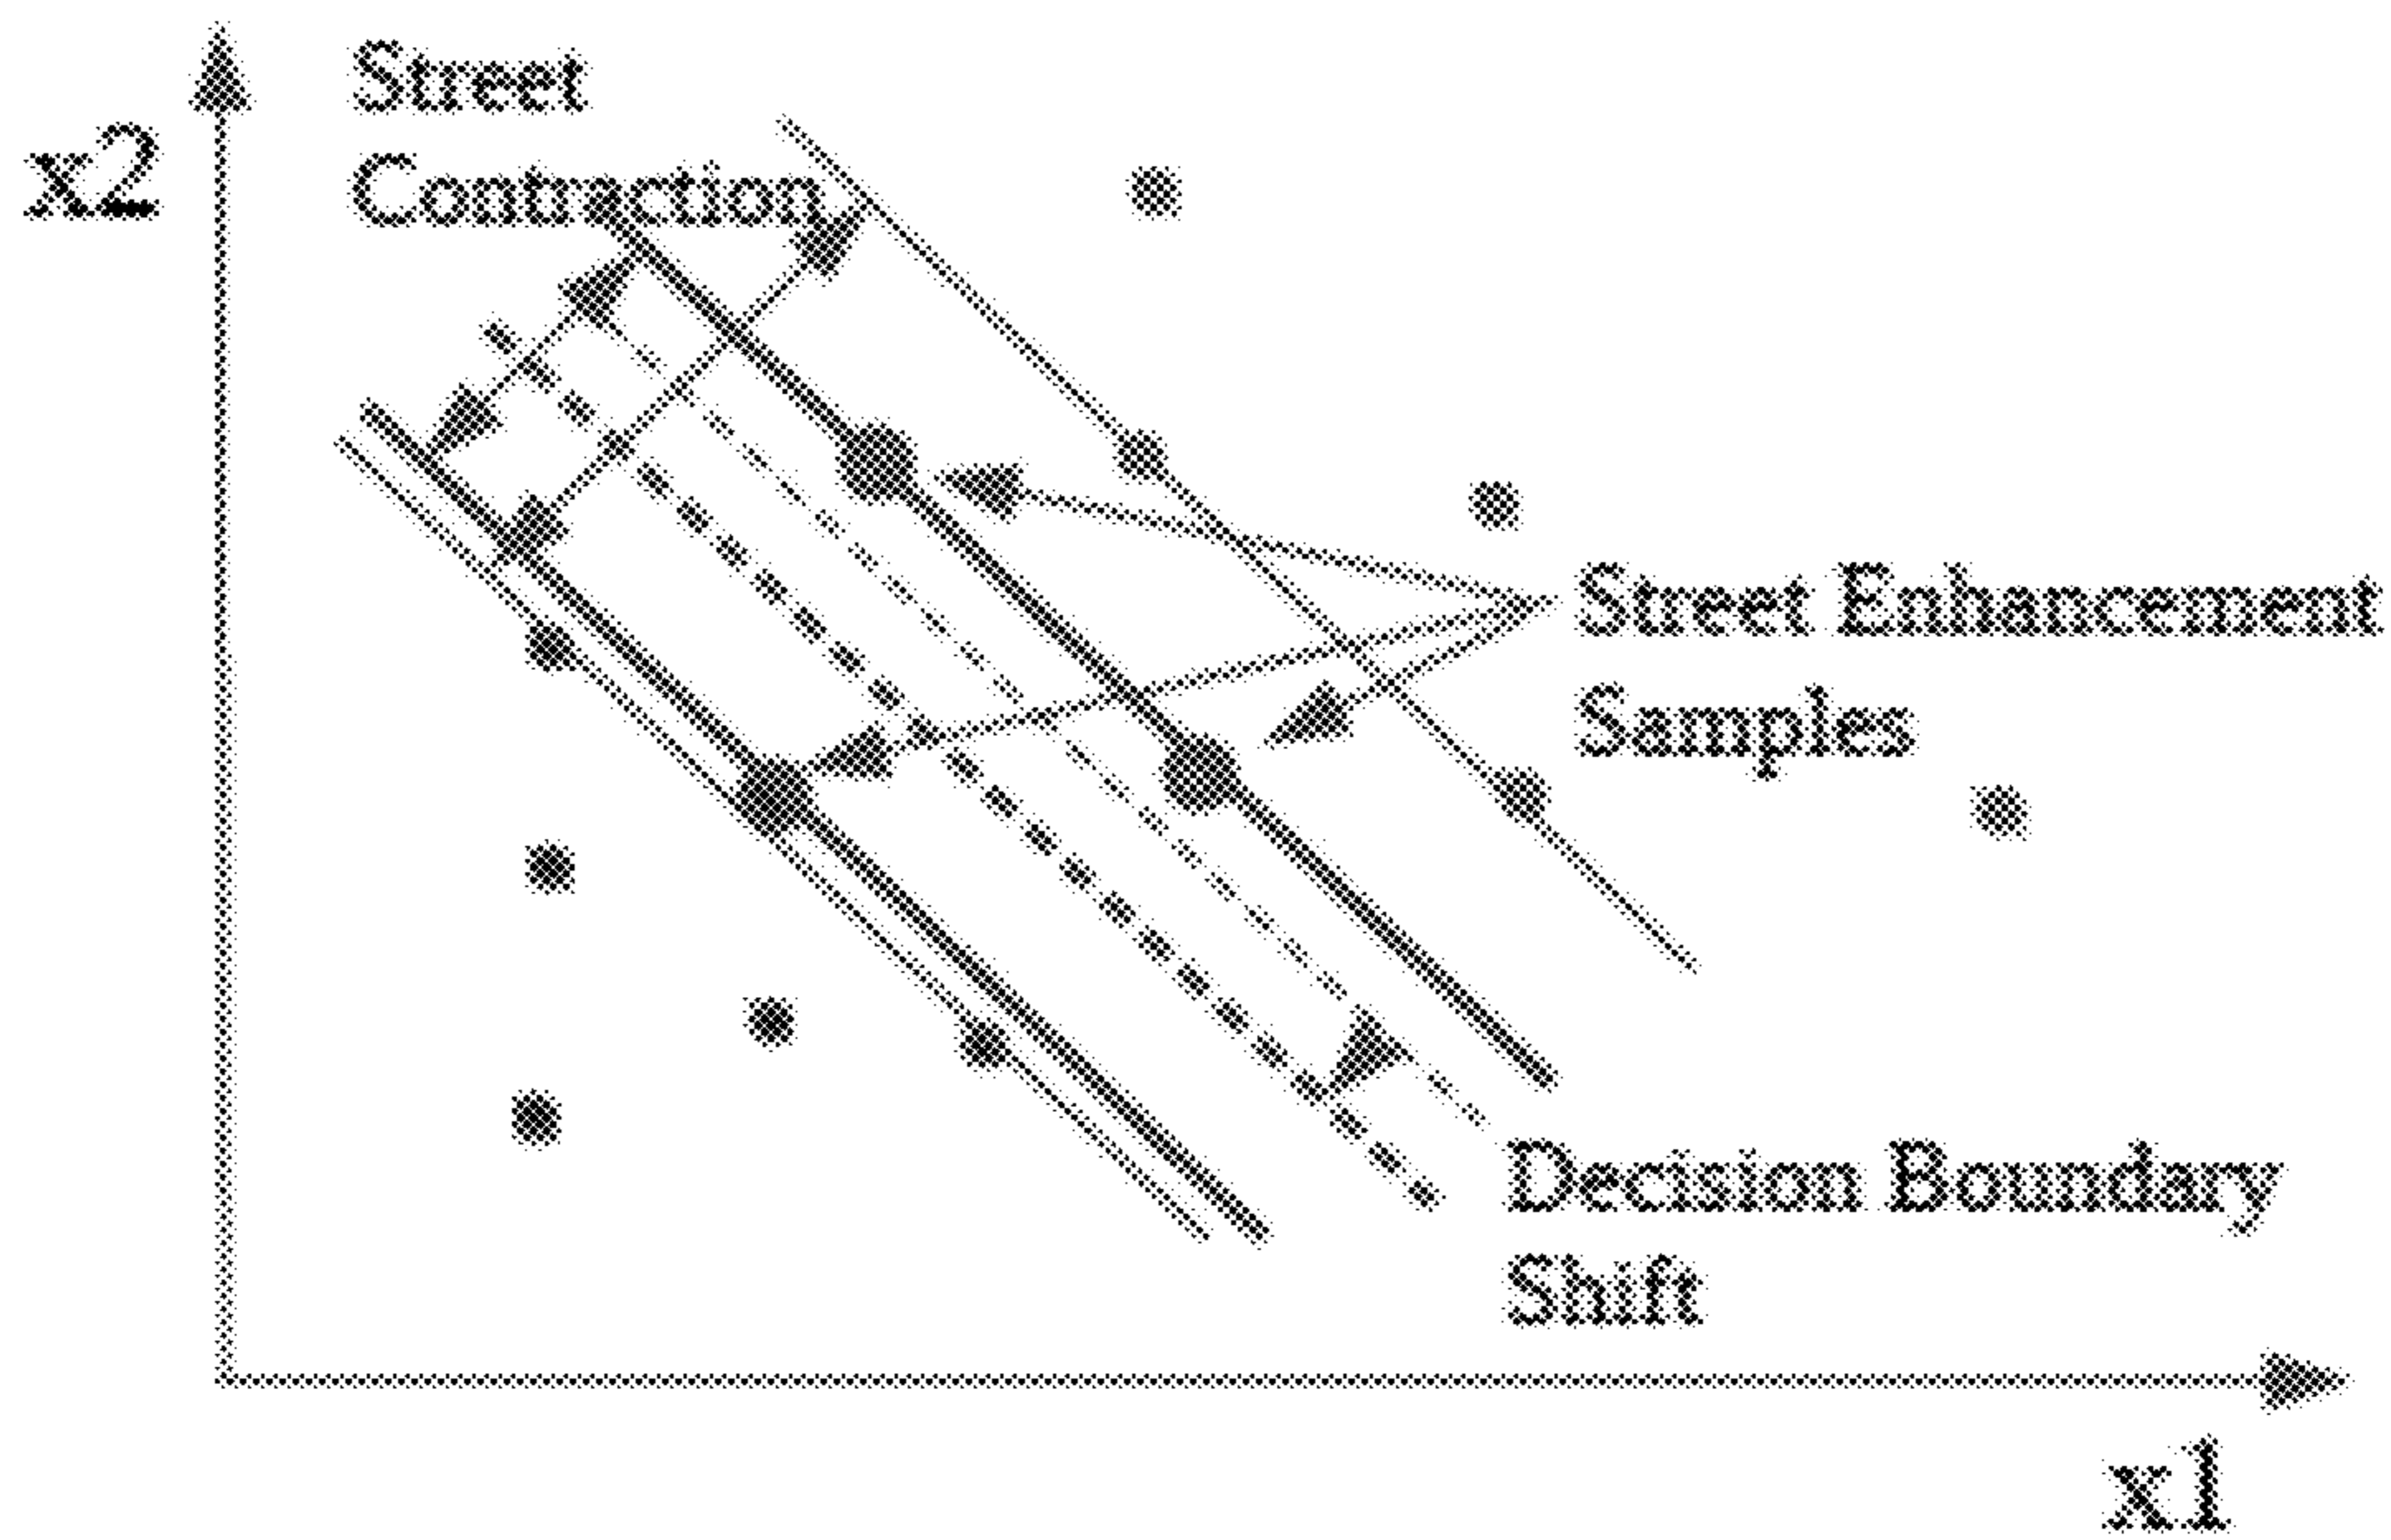 Street
Contraction
x2
Street Enhancement
Samples
Decision Boundary
Shift
x1